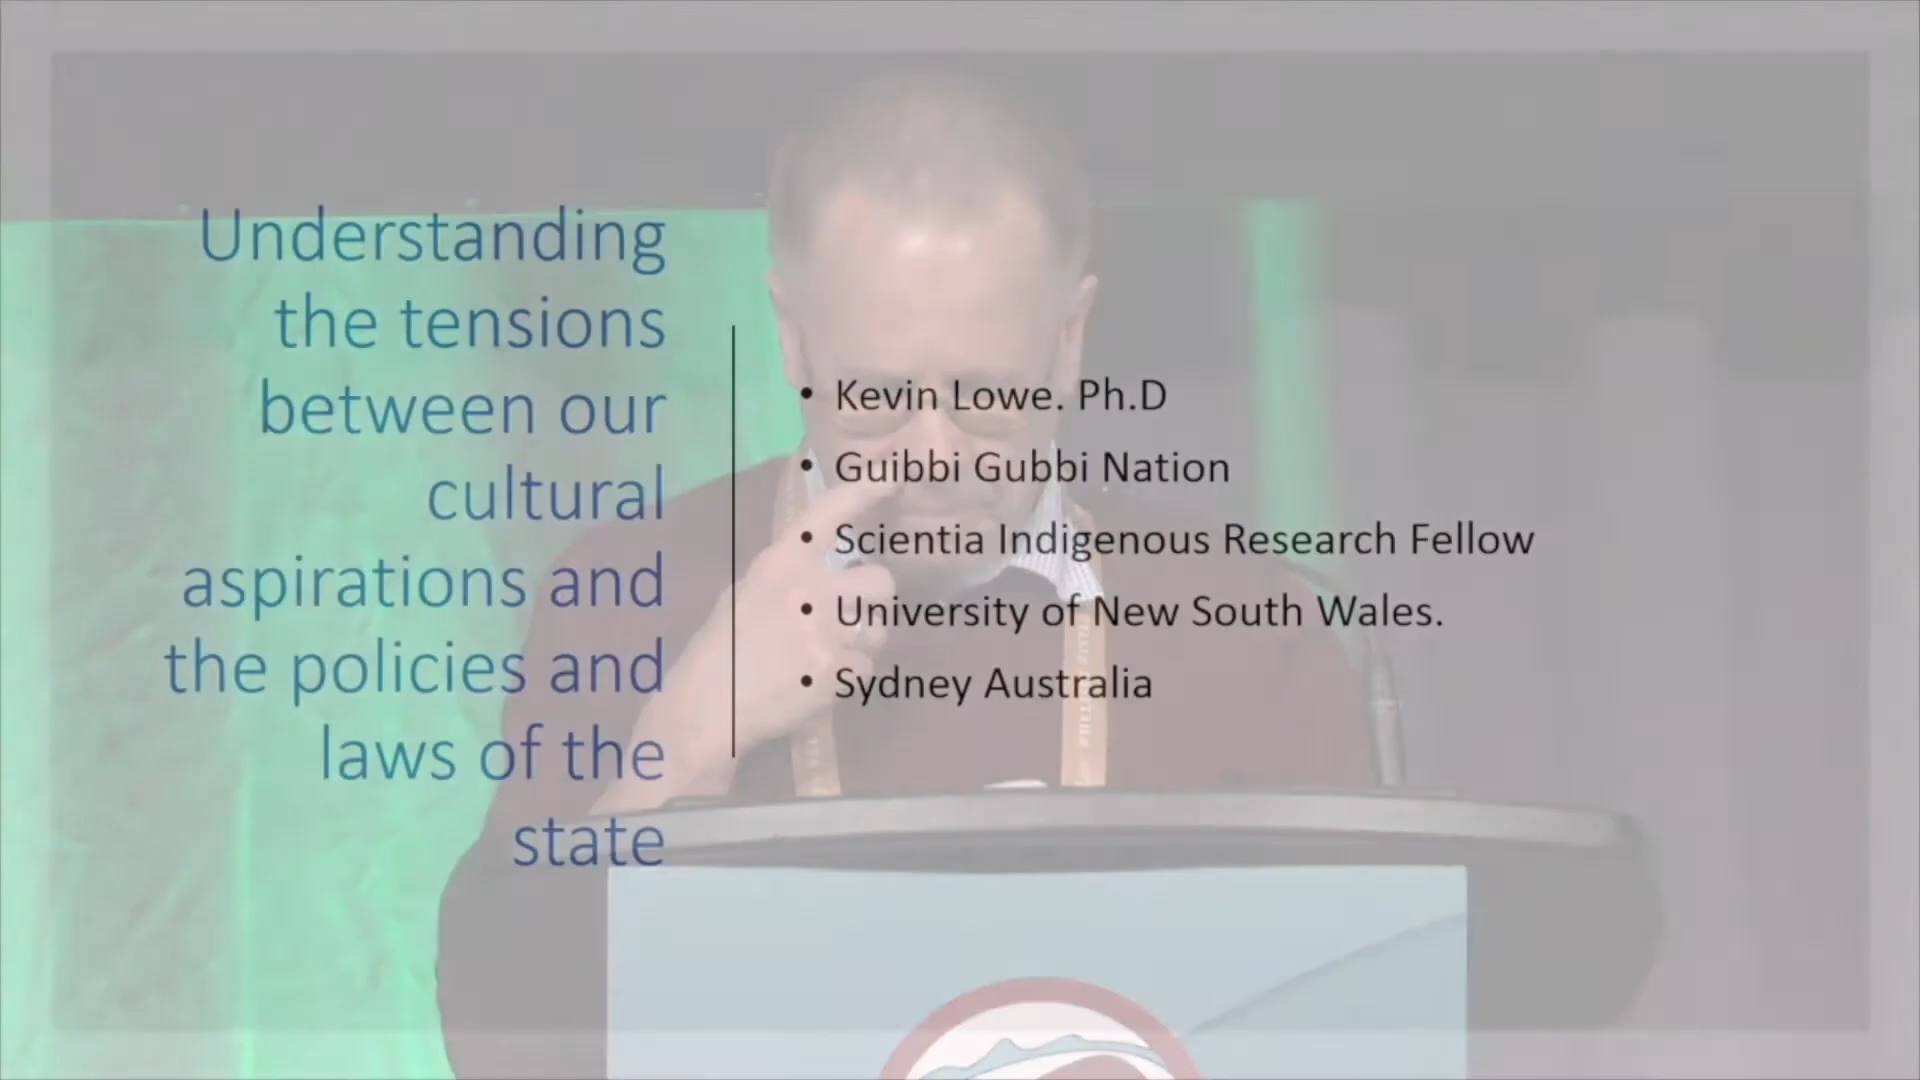 Understanding
the tensions
between our
cultural
aspirations and
the policies and
laws of the
state
• Kevin Lowe. Ph.D
• Guibbi Gubbi Nation
• Scientia Indigenous Research Fellow
• University of New South Wales.
• Sydney Australia